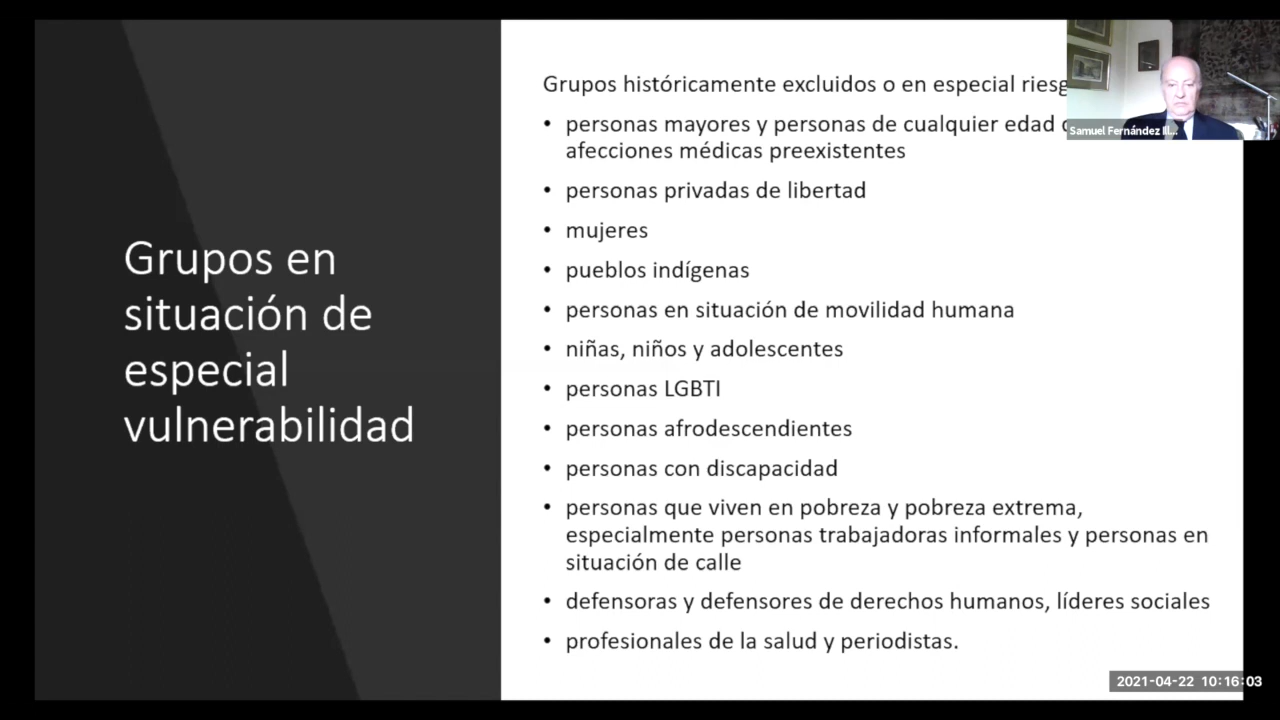 Grupos en
situación de
especial
vulnerabilidad
Grupos históricamente excluidos o en especial
• personas mayores y personas de cualquier edad
afecciones médicas preexistentes
• personas privadas de libertad
• mujeres
• pueblos indígenas
• personas en situación de movilidad humana
• niñas, niños y adolescentes
• personas LGBTI
• personas afrodescendientes
• personas con discapacidad
• personas que viven en pobreza y pobreza extrema,
especialmente personas trabajadoras informales y personas en
situación de calle
• defensoras y defensores de derechos humanos, líderes sociales
• profesionales de la salud y periodistas.
Samuel Fernández Ill...
2021-04-22 10:16:03